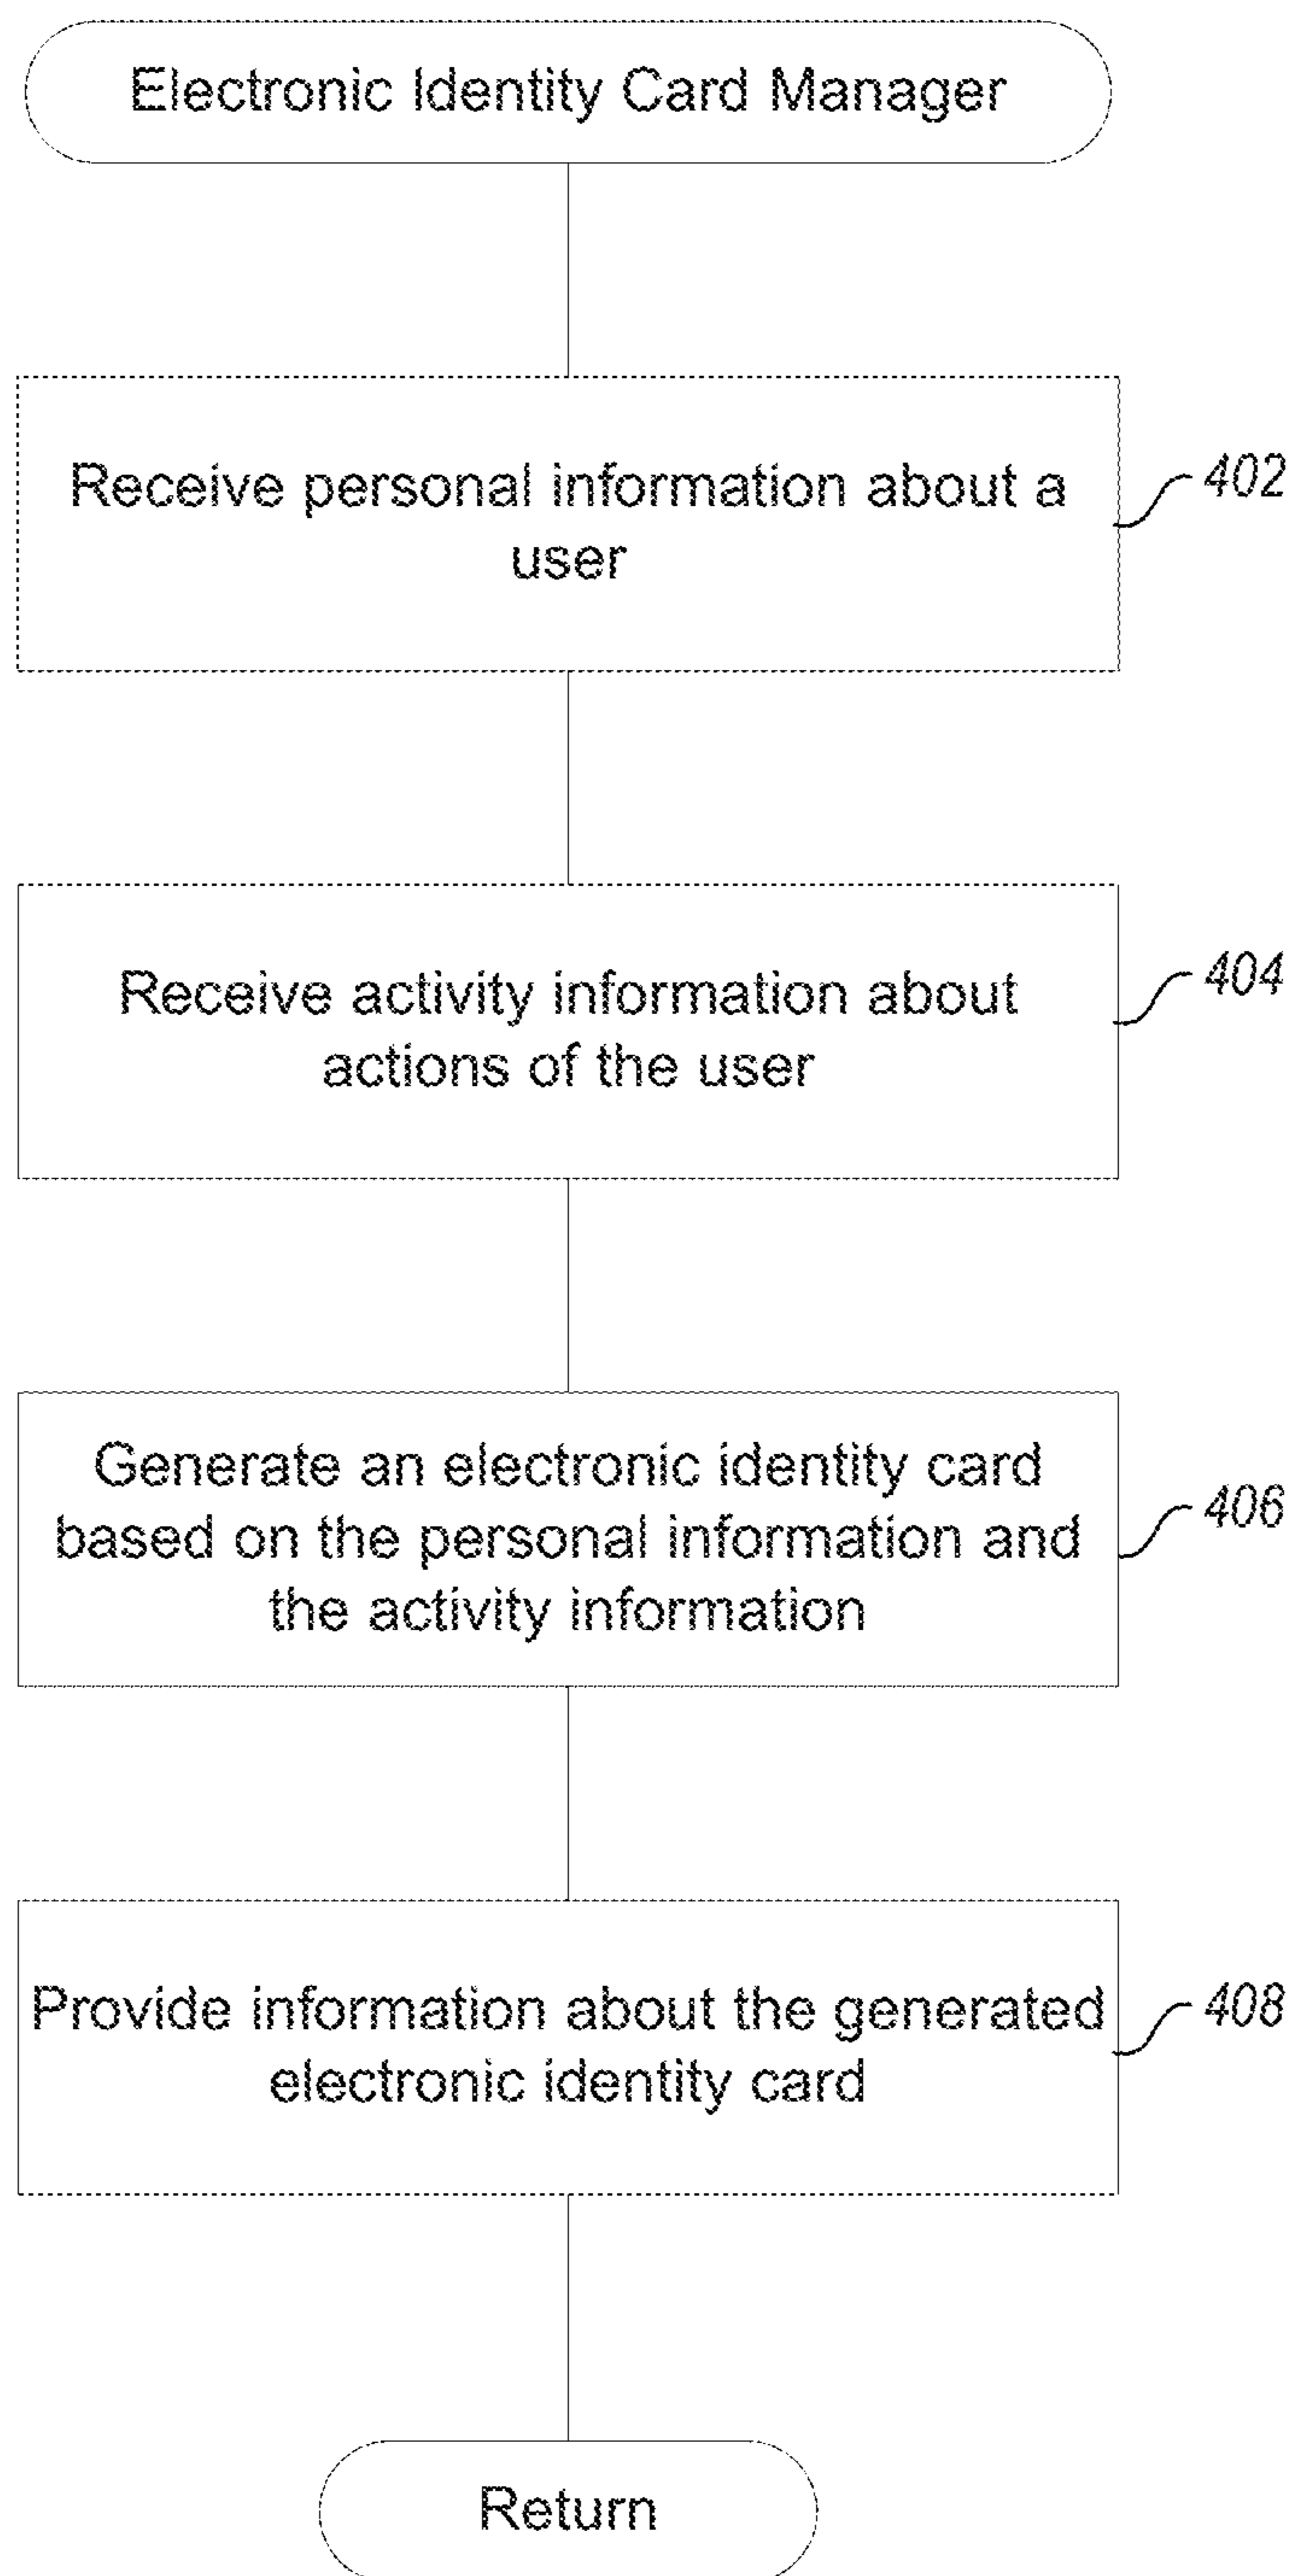 Electronic Identity Card Manager
Receive personal information about a
user
402
Receive activity information about
actions of the user
404
Generate an electronic identity card
based on the personal information and
the activity information
406
Provide information about the generated
electronic identity card
408
Return